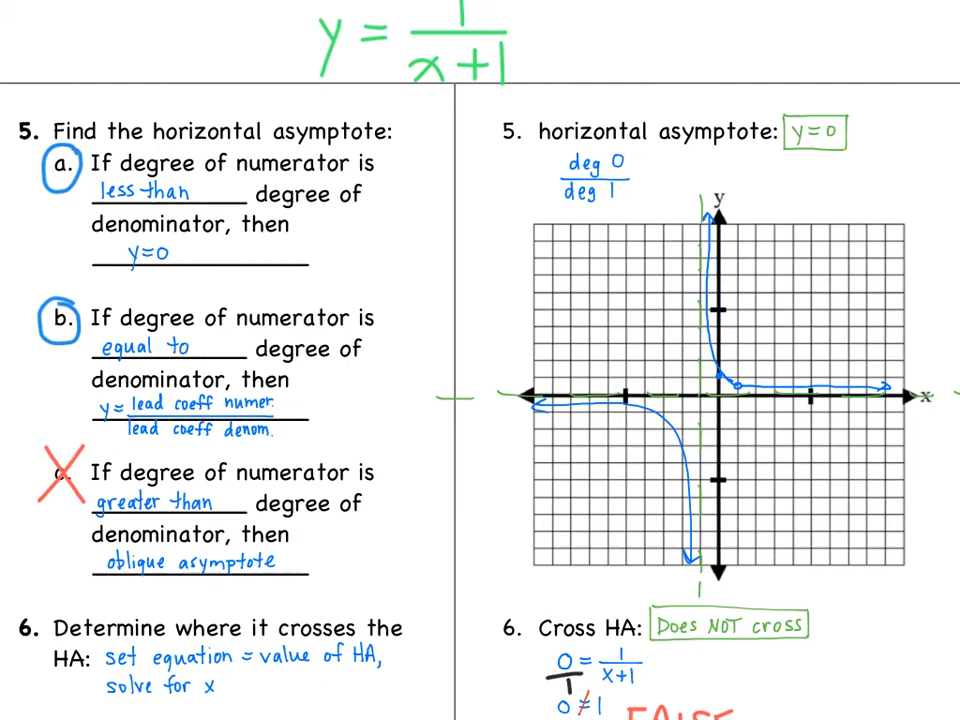 y = 1/(x+1)
5. Find the horizontal asymptote:
a. If degree of numerator is
less than degree of
denominator, then
y=0
b. If degree of numerator is
equal to degree of
denominator, then
y = lead coeff numer. / lead coeff denom.
If degree of numerator is
greater than degree of
denominator, then
oblique asymptote
6. Determine where it crosses the
HA: set equation = value of HA,
solve for x
5. horizontal asymptote: y=0
deg 0
deg 1
y
x
6. Cross HA: Does NOT cross
0/1 = 1/(x+1)
0 ≠ 1
FALSE